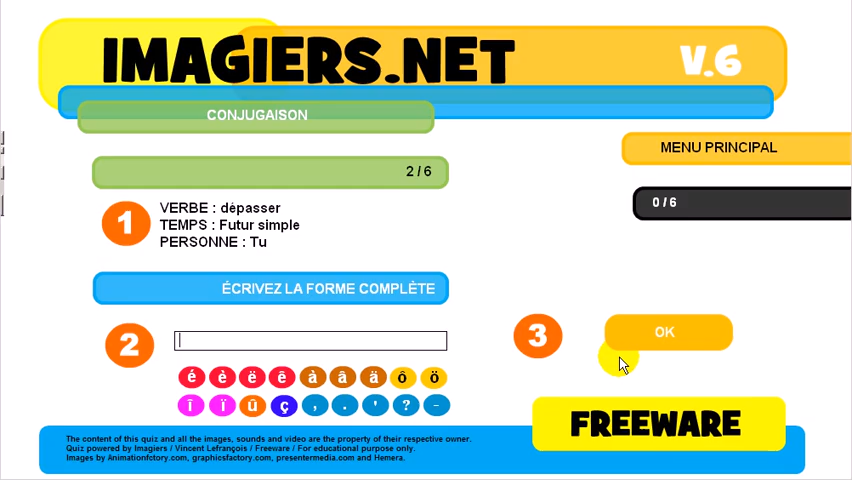 IMAGIERS.NET
V.6
CONJUGAISON
MENU PRINCIPAL
2 / 6
0 / 6
1
VERBE : dépasser
TEMPS : Futur simple
PERSONNE : Tu
ÉCRIVEZ LA FORME COMPLÈTE
2
3
OK
é è ë ê à â ä ô ö
î ï û ç , . ' ? -
FREEWARE
The content of this quiz and all the images, sounds and video are the property of their respective owner.
Quiz powered by Imagiers / Vincent Lefrançois / Freeware / For educational purpose only.
Images by Animationfctory.com, graphicsfactory.com, presentermedia.com and Hemera.